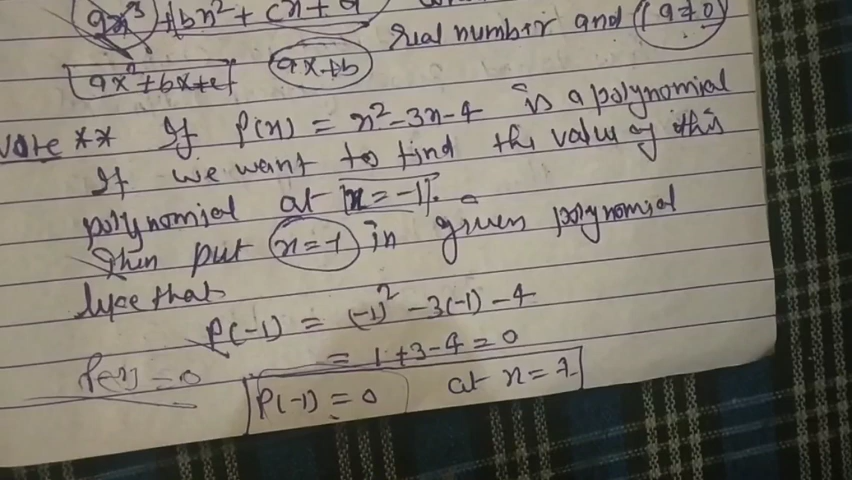 ax³ + bx² + cx + d
real number and (a≠0)
ax²+bx+c ax+b
Note ** If P(x) = x²-3x-4 is a polynomial
If we want to find the value of this
polynomial at x = -1.
Then put x=-1 in given polynomial
like that
P(-1) = (-1)² - 3(-1) - 4
= 1+3-4 = 0
= 0
P(-1) = 0 at x =